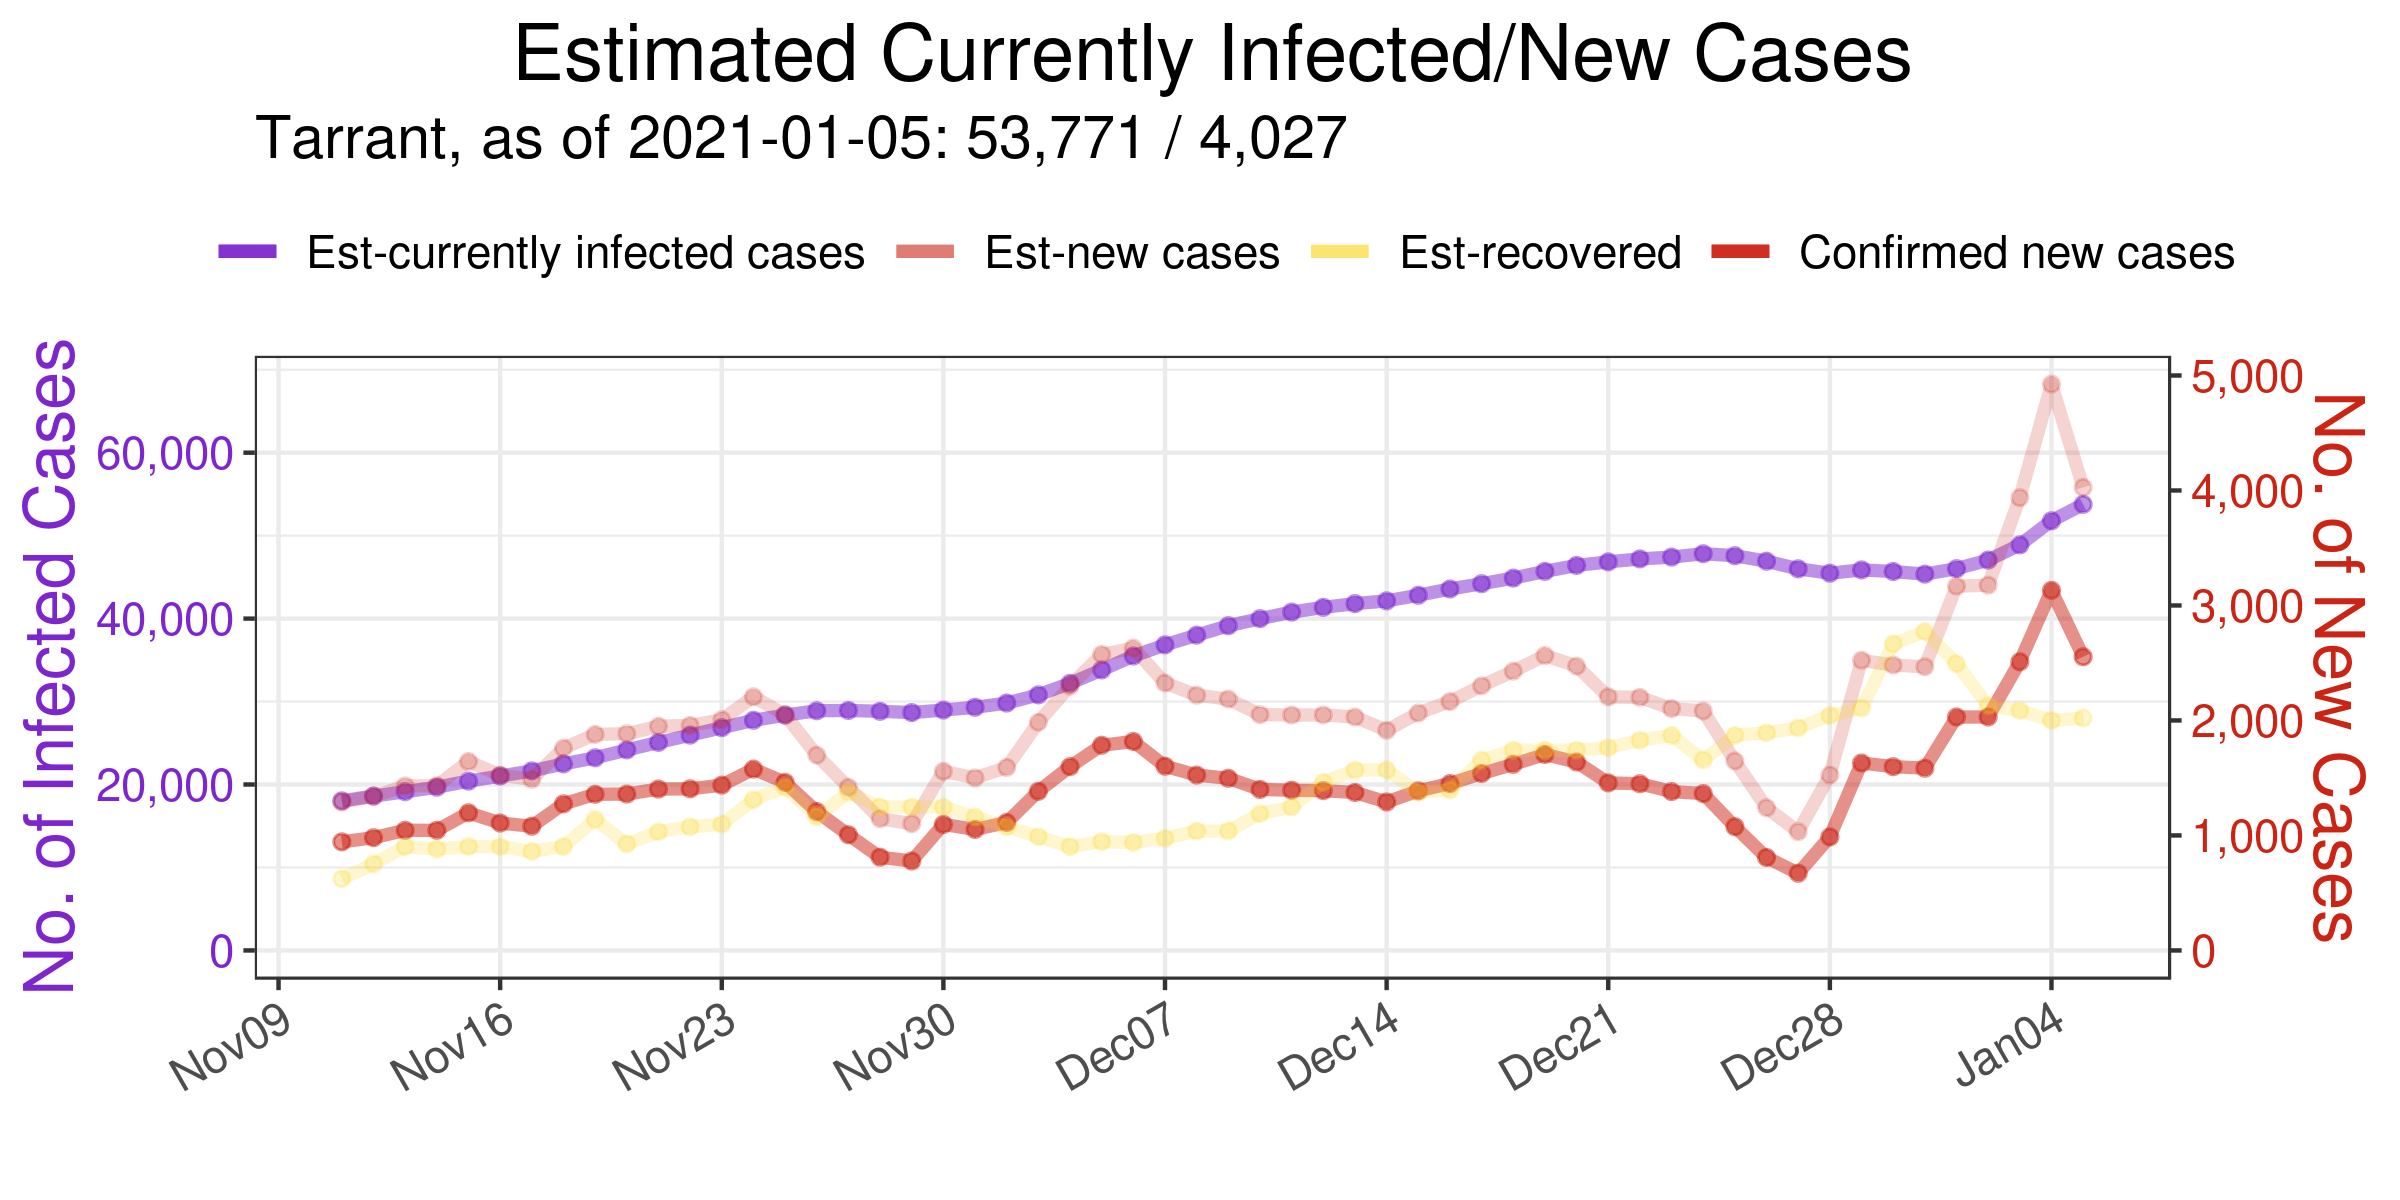 Estimated Currently Infected/New Cases
Tarrant, as of 2021-01-05: 53,771 / 4,027
Est-currently infected cases Est-new cases Est-recovered Confirmed new cases
No. of Infected Cases
60,000
40,000
20,000
0
5,000
4,000
3,000
2,000
1,000
0
No. of New Cases
Nov09 Nov16 Nov23 Nov30 Dec07 Dec14 Dec21 Dec28 Jan04